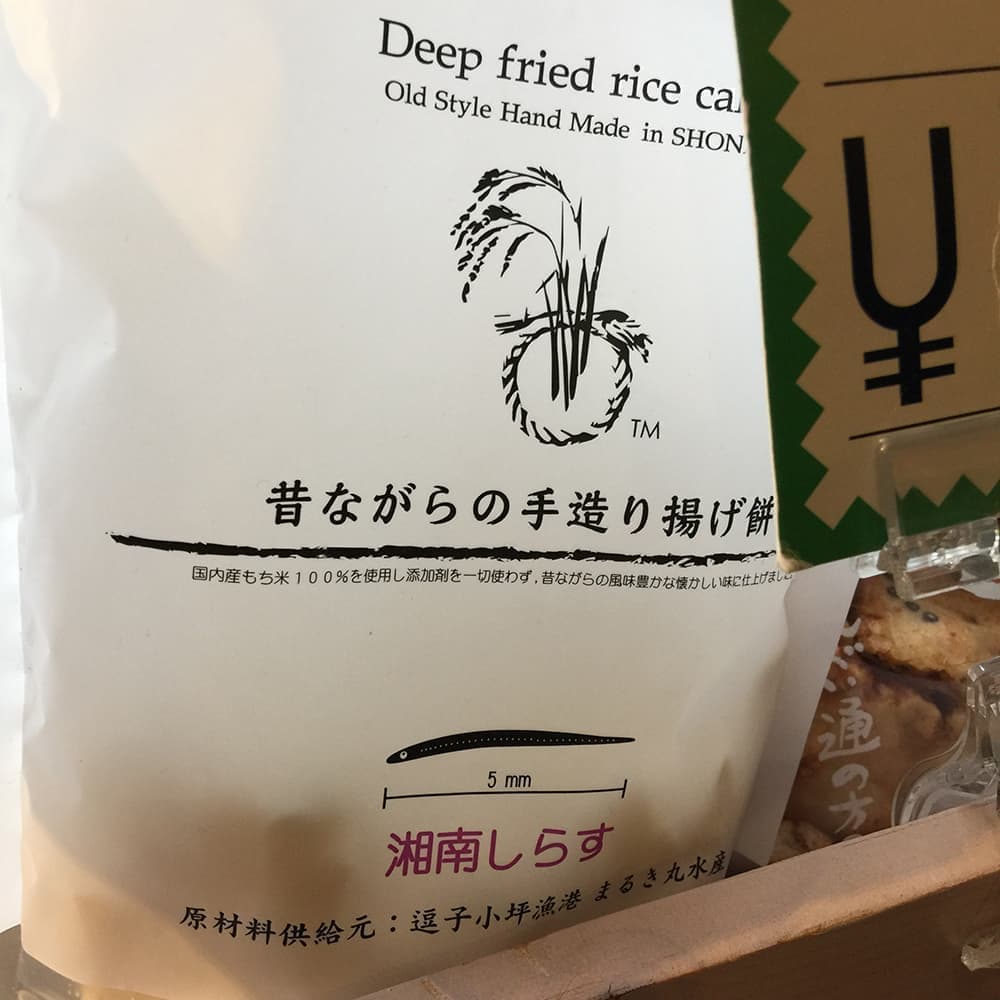 Deep fried rice
Old Style Hand Made in
TM
昔ながらの手造り揚げ餅
国内産もち米100%を使用し添加剤を一切使わず,昔ながらの風味豊かな懐かしい味に仕上げまし
5 mm
湘南しらす
原材料供給元:逗子小坪漁港 まるき丸水産
¥
通の